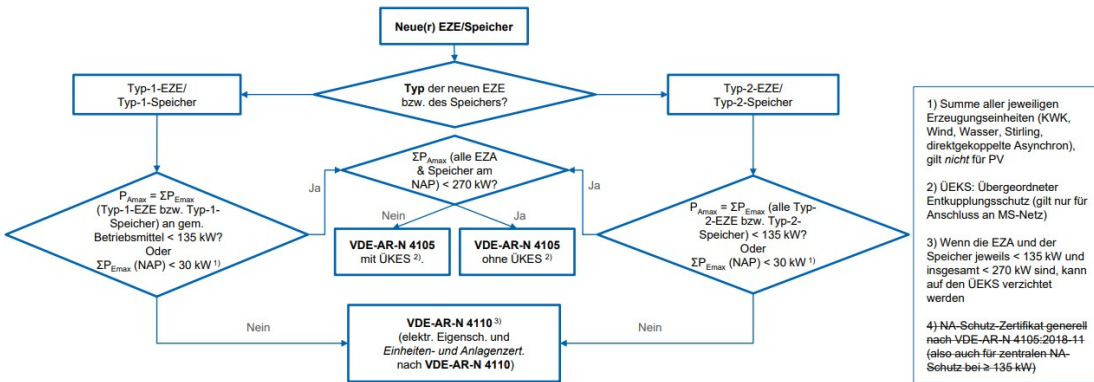 Neue(r) EZE/Speicher
Typ-1-EZE/
Typ-1-Speicher
Typ der neuen EZE
bzw. des Speichers?
Typ-2-EZE/
Typ-2-Speicher
ΣP_Amax (alle EZA
& Speicher am
NAP) < 270 kW?
Ja
Ja
Nein
Ja
P_Amax = ΣP_Emax
(Typ-1-EZE bzw. Typ-1-
Speicher) an gem.
Betriebsmittel < 135 kW?
Oder
ΣP_Emax (NAP) < 30 kW ¹⁾
VDE-AR-N 4105
mit ÜKES ²⁾.
VDE-AR-N 4105
ohne ÜKES ²⁾
P_Amax = ΣP_Emax (alle Typ-
2-EZE bzw. Typ-2-
Speicher) < 135 kW?
Oder
ΣP_Emax (NAP) < 30 kW ¹⁾
Nein
Nein
VDE-AR-N 4110 ³⁾
(elektr. Eigensch. und
Einheiten- und Anlagenzert.
nach VDE-AR-N 4110)
1) Summe aller jeweiligen
Erzeugungseinheiten (KWK,
Wind, Wasser, Stirling,
direktgekoppelte Asynchron),
gilt nicht für PV
2) ÜEKS: Übergeordneter
Entkupplungsschutz (gilt nur für
Anschluss an MS-Netz)
3) Wenn die EZA und der
Speicher jeweils < 135 kW und
insgesamt < 270 kW sind, kann
auf den ÜEKS verzichtet
werden
4) NA-Schutz-Zertifikat generell
nach VDE-AR-N 4105:2018-11
(also auch für zentralen NA-
Schutz bei ≥ 135 kW)